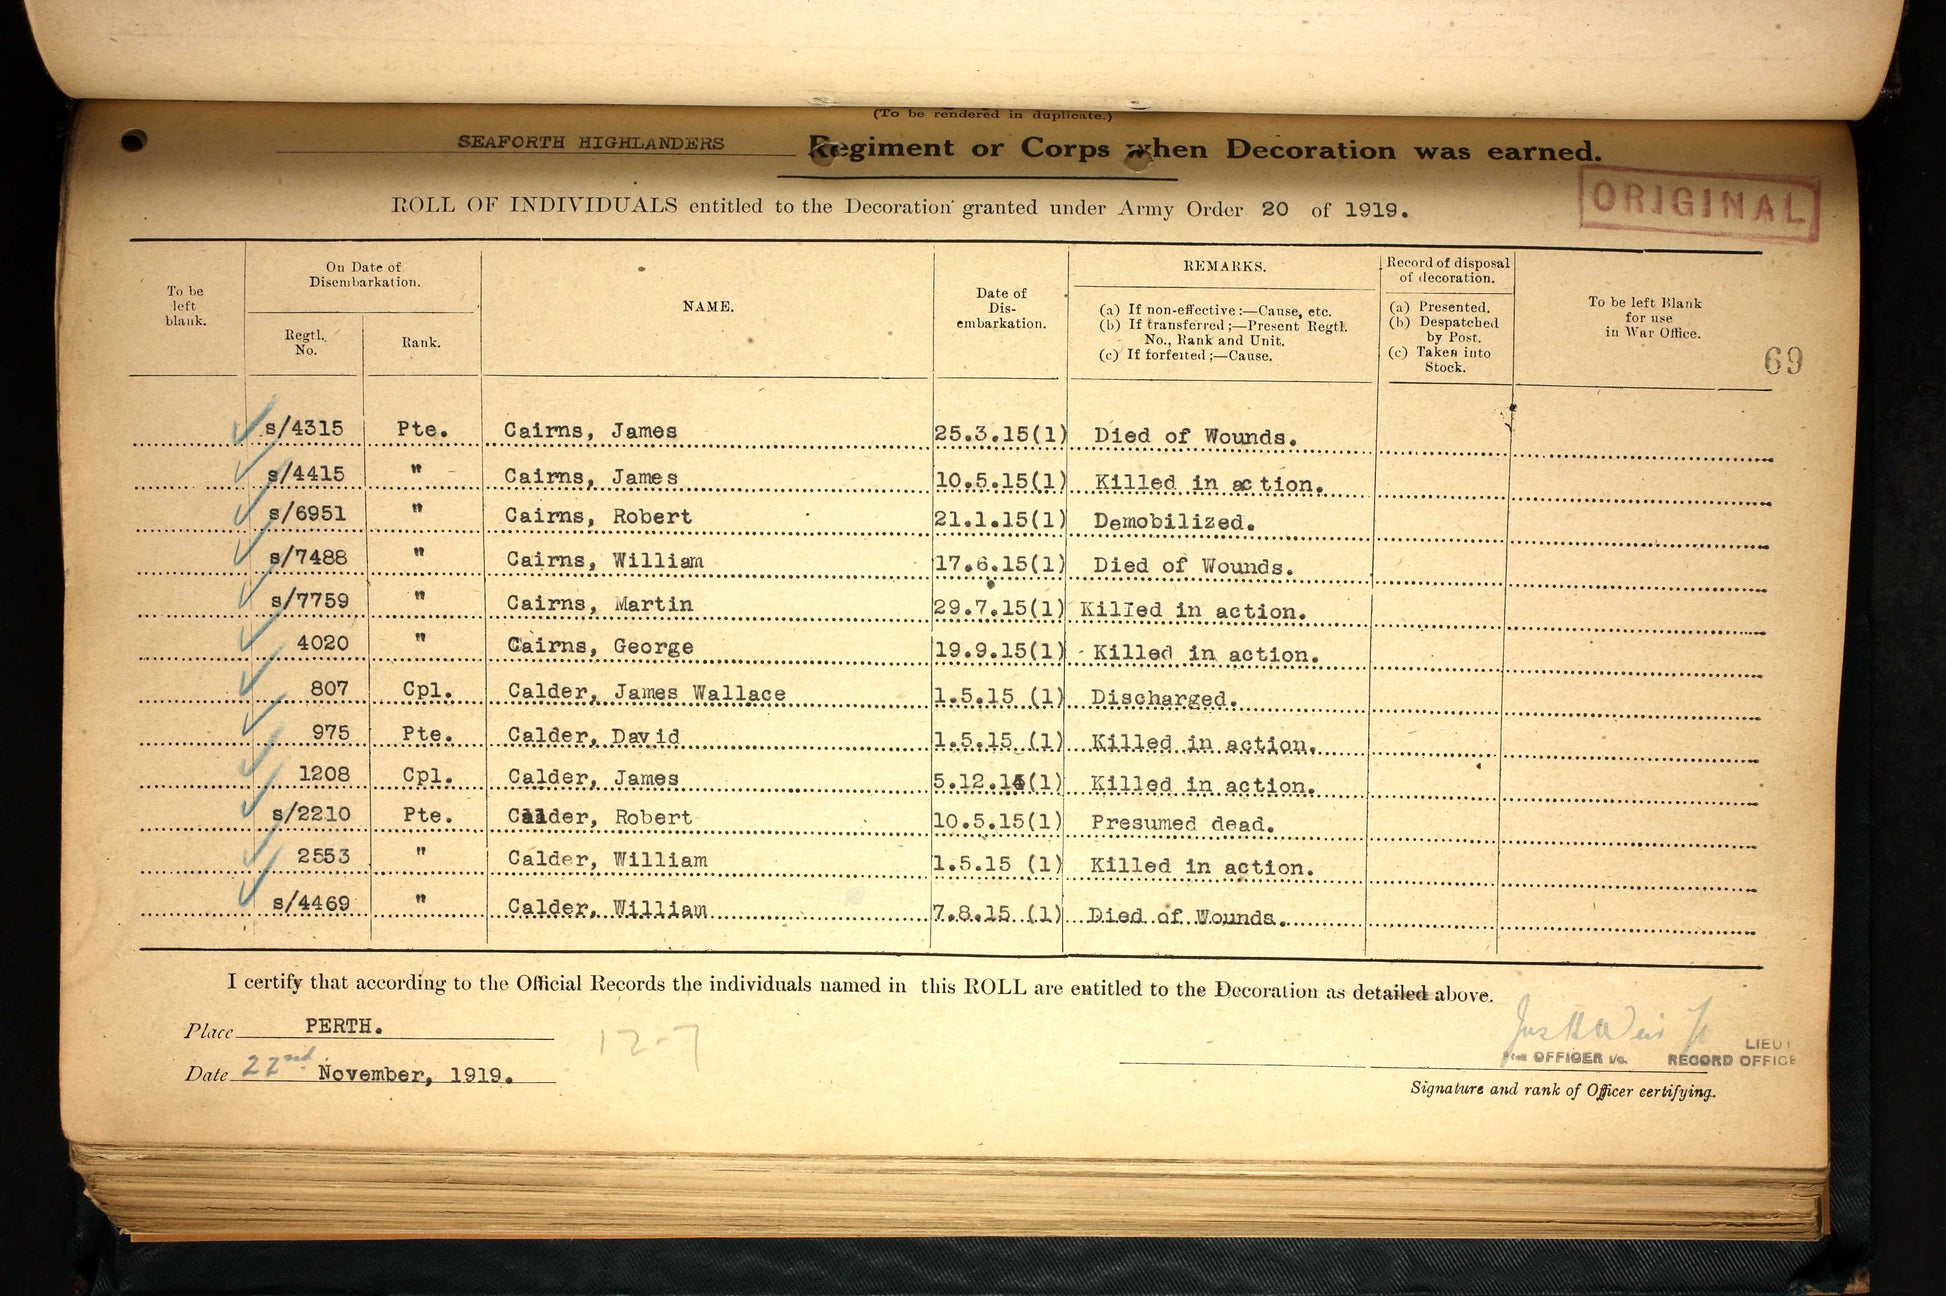 (To be rendered in duplicate.)
SEAFORTH HIGHLANDERS Regiment or Corps when Decoration was earned.
ORIGINAL
ROLL OF INDIVIDUALS entitled to the Decoration granted under Army Order 20 of 1919.
To be left blank.
On Date of Disembarkation.
Regtl. No.
Rank.
NAME.
Date of Dis-embarkation.
REMARKS.
(a) If non-effective:—Cause, etc.
(b) If transferred;—Present Regtl. No., Rank and Unit.
(c) If forfeited;—Cause.
Record of disposal of decoration.
(a) Presented.
(b) Despatched by Post.
(c) Taken into Stock.
To be left Blank for use in War Office.
69
s/4315 Pte. Cairns, James 25.3.15(1) Died of Wounds.
s/4415 " Cairns, James 10.5.15(1) Killed in action.
s/6951 " Cairns, Robert 21.1.15(1) Demobilized.
s/7488 " Cairns, William 17.6.15(1) Died of Wounds.
s/7759 " Cairns, Martin 29.7.15(1) Killed in action.
4020 " Cairns, George 19.9.15(1) Killed in action.
807 Cpl. Calder, James Wallace 1.5.15 (1) Discharged.
975 Pte. Calder, David 1.5.15 (1) Killed in action.
1208 Cpl. Calder, James 5.12.14(1) Killed in action.
s/2210 Pte. Calder, Robert 10.5.15(1) Presumed dead.
2553 " Calder, William 1.5.15 (1) Killed in action.
s/4469 " Calder, William 7.8.15 (1) Died of Wounds.
I certify that according to the Official Records the individuals named in this ROLL are entitled to the Decoration as detailed above.
Place PERTH.
12-7
LIEUT
OFFICER i/c. RECORD OFFICE
Date 22nd November, 1919.
Signature and rank of Officer certifying.